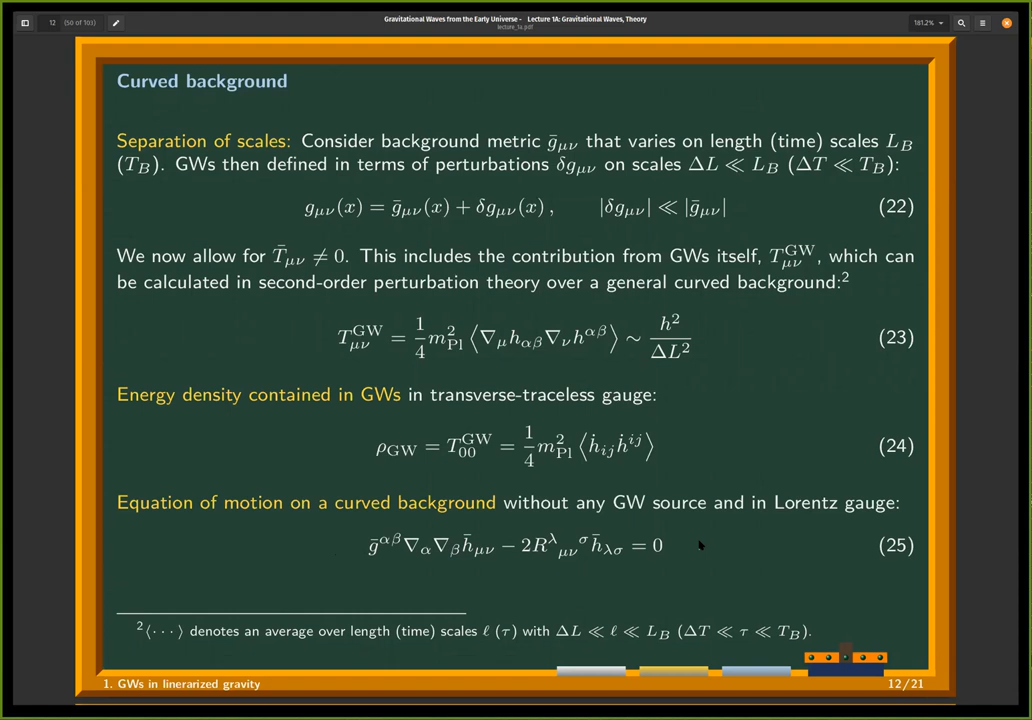 12 (50 of 103)
Gravitational Waves from the Early Universe - Lecture 1A: Gravitational Waves, Theory
lecture_1a.pdf
181.2%
Curved background
Separation of scales: Consider background metric ḡ_μν that varies on length (time) scales L_B
(T_B). GWs then defined in terms of perturbations δg_μν on scales ΔL ≪ L_B (ΔT ≪ T_B):
g_μν(x) = ḡ_μν(x) + δg_μν(x) , |δg_μν| ≪ |ḡ_μν| (22)
We now allow for T̄_μν ≠ 0. This includes the contribution from GWs itself, T^GW_μν, which can
be calculated in second-order perturbation theory over a general curved background:²
T^GW_μν = 1/4 m²_Pl ⟨∇_μ h_αβ ∇_ν h^αβ⟩ ∼ h²/ΔL² (23)
Energy density contained in GWs in transverse-traceless gauge:
ρ_GW = T^GW_00 = 1/4 m²_Pl ⟨ḣ_ij ḣ^ij⟩ (24)
Equation of motion on a curved background without any GW source and in Lorentz gauge:
ḡ^αβ ∇_α ∇_β h̄_μν − 2R^λ_μν^σ h̄_λσ = 0 (25)
²⟨···⟩ denotes an average over length (time) scales ℓ (τ) with ΔL ≪ ℓ ≪ L_B (ΔT ≪ τ ≪ T_B).
1. GWs in linerarized gravity 12/21